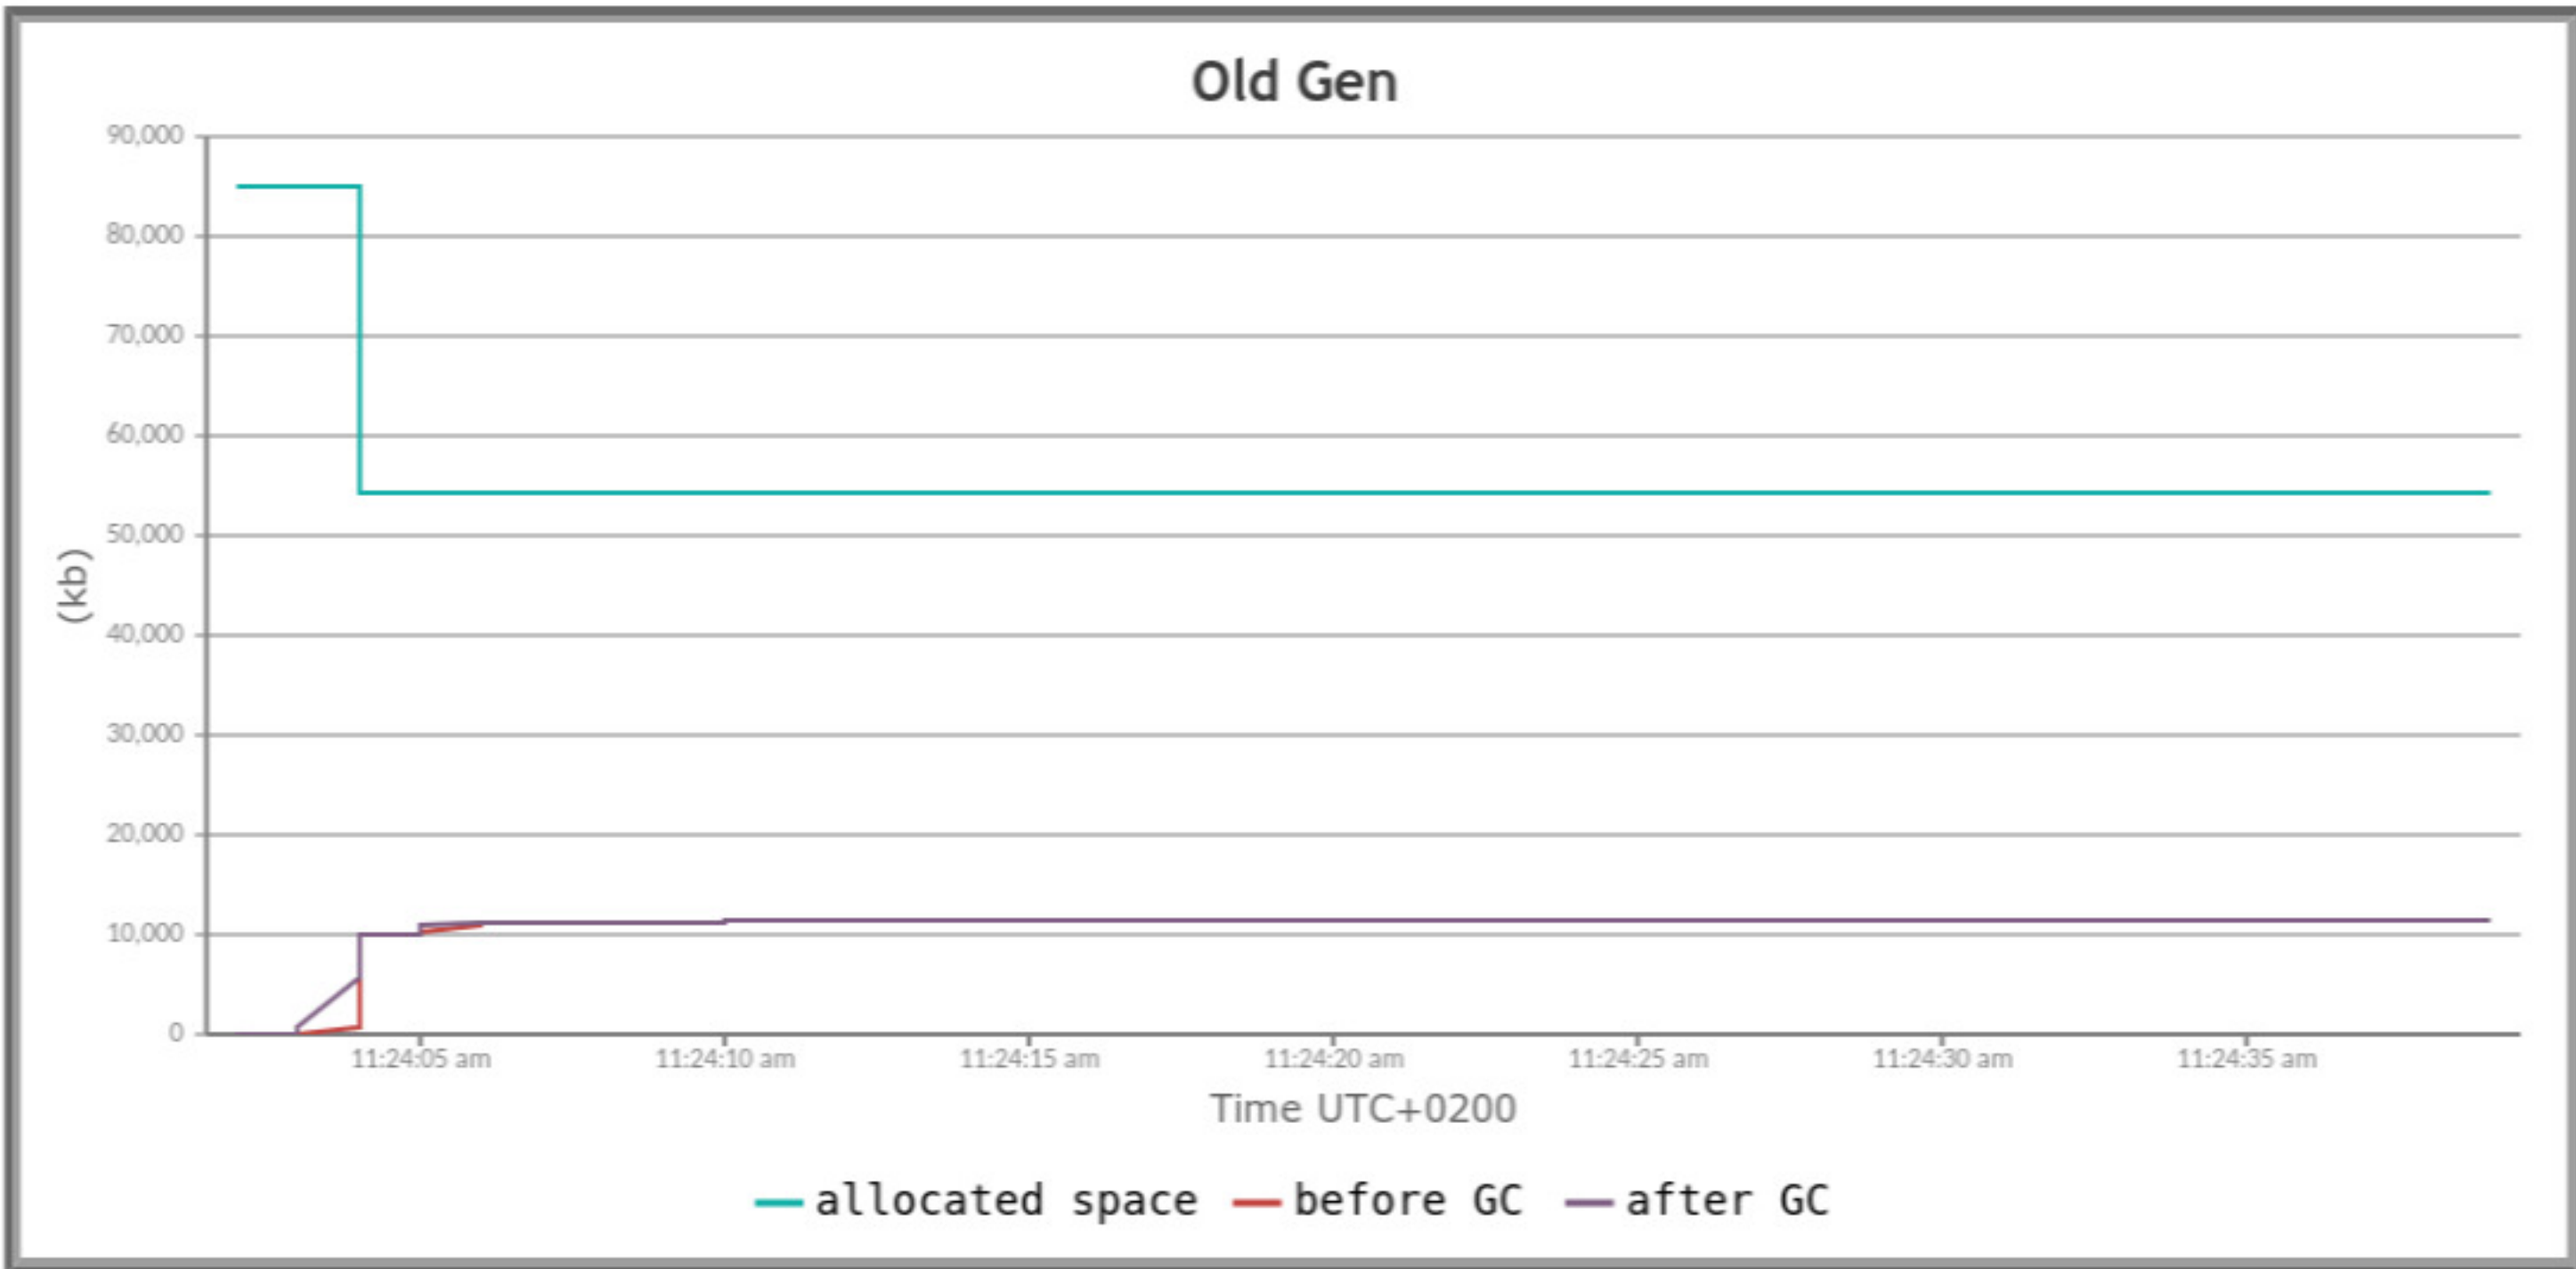 Old Gen
90,000
80,000
70,000
60,000
50,000
40,000
30,000
20,000
10,000
0
(kb)
11:24:05 am 11:24:10 am 11:24:15 am 11:24:20 am 11:24:25 am 11:24:30 am 11:24:35 am
Time UTC+0200
allocated space before GC after GC